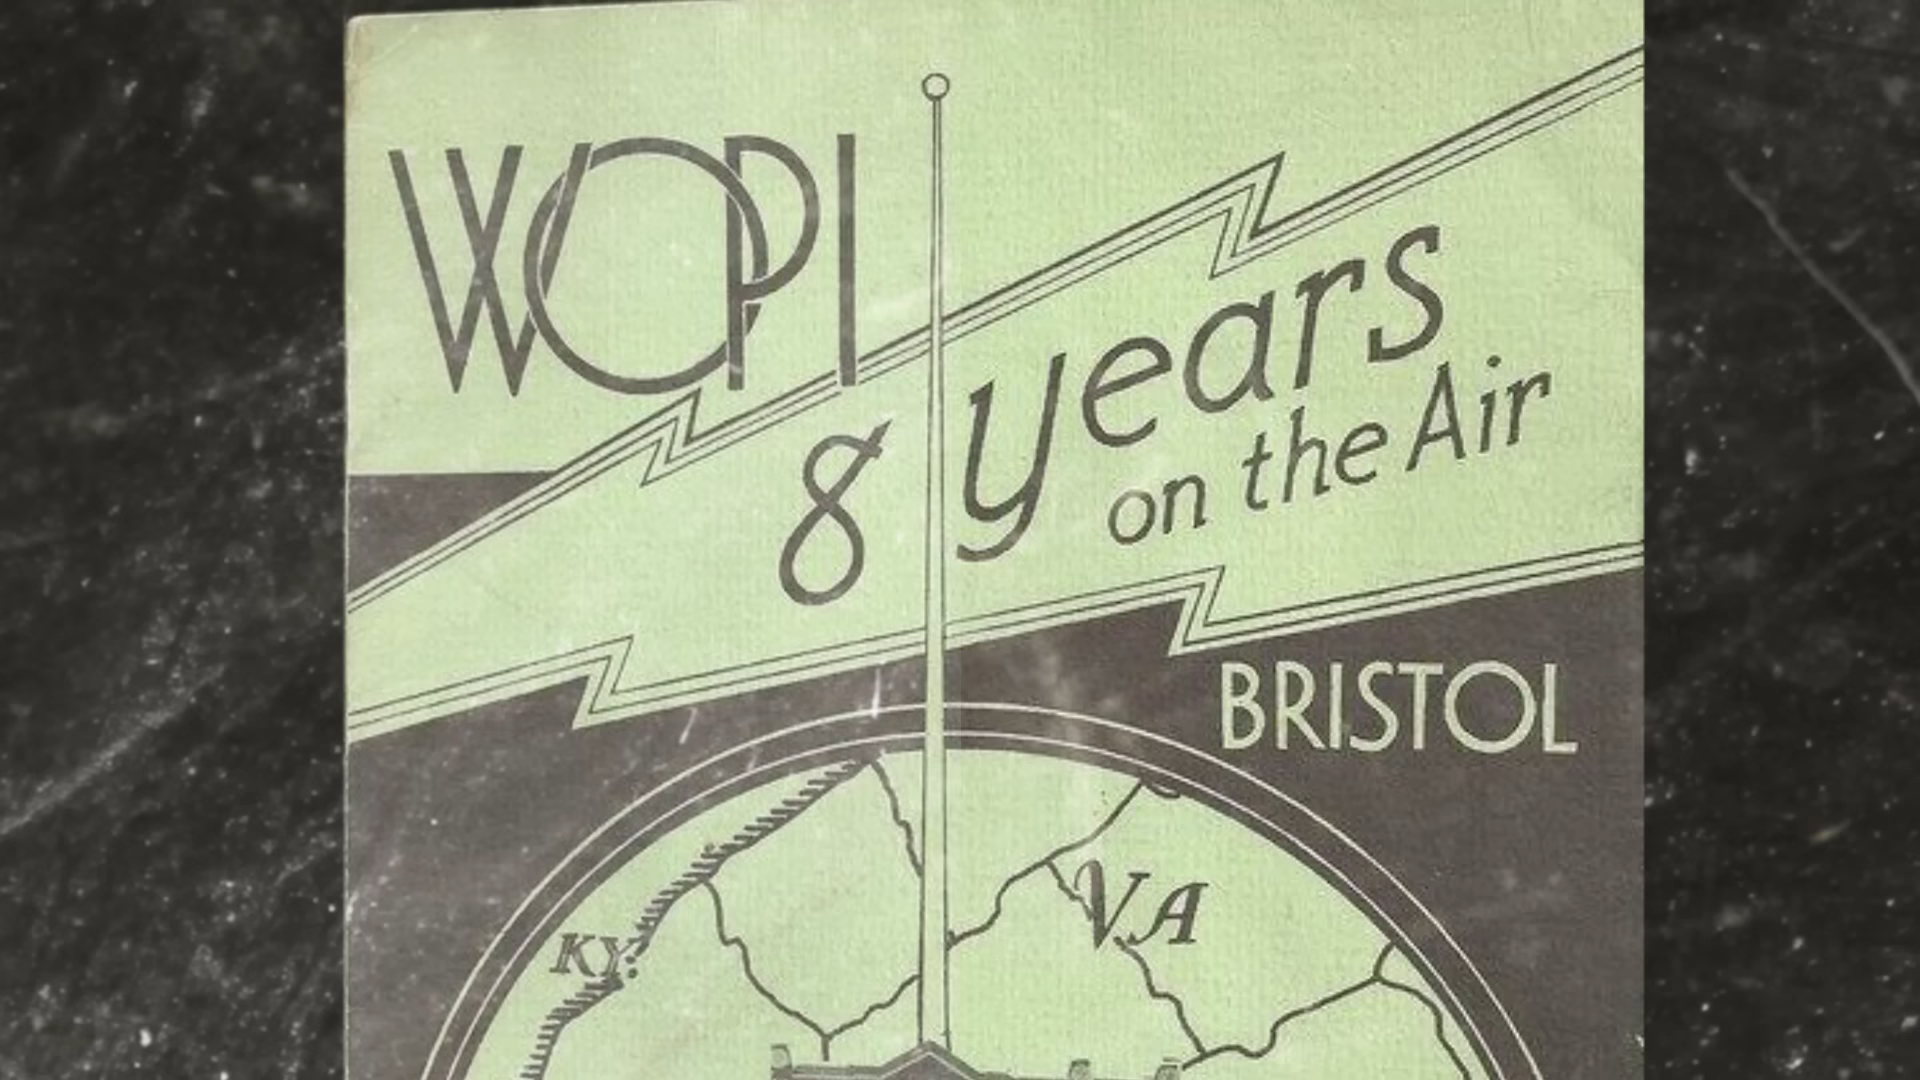 WOPI
8 years
on the Air
BRISTOL
VA
KY.